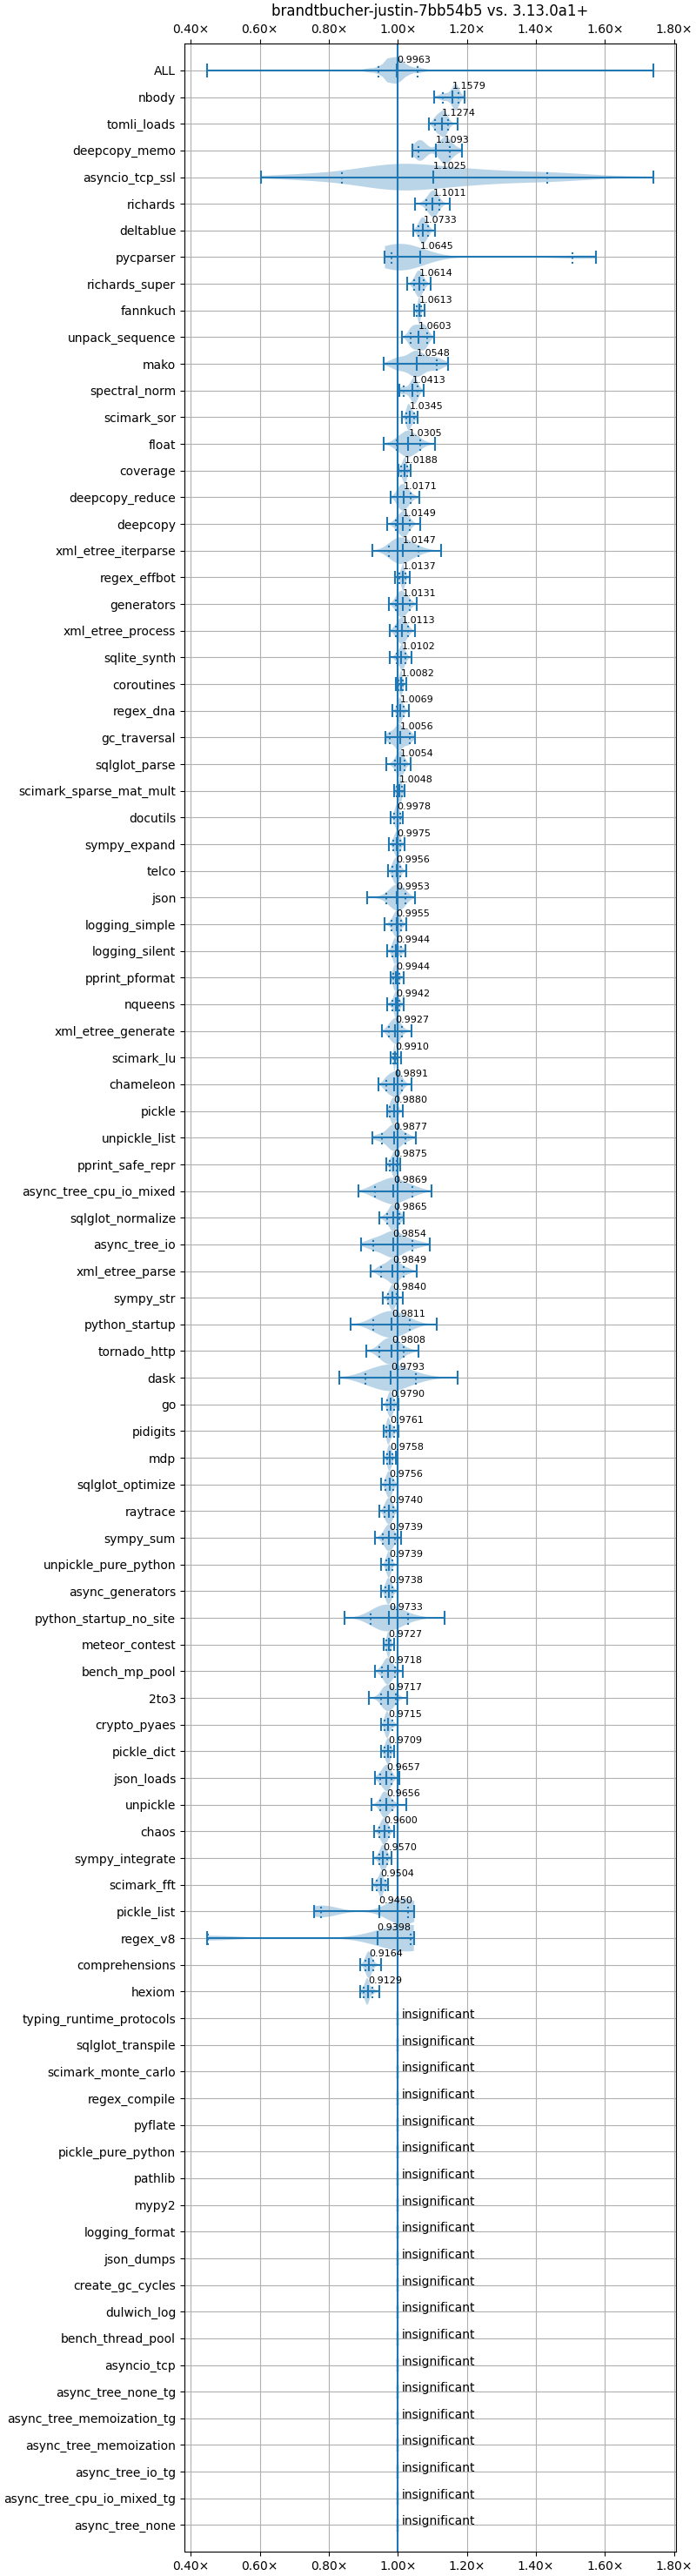 brandtbucher-justin-7bb54b5 vs. 3.13.0a1+
0.40× 0.60× 0.80× 1.00× 1.20× 1.40× 1.60× 1.80×
ALL 0.9963
nbody 1.1579
tomli_loads 1.1274
deepcopy_memo 1.1093
asyncio_tcp_ssl 1.1025
richards 1.1011
deltablue 1.0733
pycparser 1.0645
richards_super 1.0614
fannkuch 1.0613
unpack_sequence 1.0603
mako 1.0548
spectral_norm 1.0413
scimark_sor 1.0345
float 1.0305
coverage 1.0188
deepcopy_reduce 1.0171
deepcopy 1.0149
xml_etree_iterparse 1.0147
regex_effbot 1.0137
generators 1.0131
xml_etree_process 1.0113
sqlite_synth 1.0102
coroutines 1.0082
regex_dna 1.0069
gc_traversal 1.0056
sqlglot_parse 1.0054
scimark_sparse_mat_mult 1.0048
docutils 0.9978
sympy_expand 0.9975
telco 0.9956
json 0.9953
logging_simple 0.9955
logging_silent 0.9944
pprint_pformat 0.9944
nqueens 0.9942
xml_etree_generate 0.9927
scimark_lu 0.9910
chameleon 0.9891
pickle 0.9880
unpickle_list 0.9877
pprint_safe_repr 0.9875
async_tree_cpu_io_mixed 0.9869
sqlglot_normalize 0.9865
async_tree_io 0.9854
xml_etree_parse 0.9849
sympy_str 0.9840
python_startup 0.9811
tornado_http 0.9808
dask 0.9793
go 0.9790
pidigits 0.9761
mdp 0.9758
sqlglot_optimize 0.9756
raytrace 0.9740
sympy_sum 0.9739
unpickle_pure_python 0.9739
async_generators 0.9738
python_startup_no_site 0.9733
meteor_contest 0.9727
bench_mp_pool 0.9718
2to3 0.9717
crypto_pyaes 0.9715
pickle_dict 0.9709
json_loads 0.9657
unpickle 0.9656
chaos 0.9600
sympy_integrate 0.9570
scimark_fft 0.9504
pickle_list 0.9450
regex_v8 0.9398
comprehensions 0.9164
hexiom 0.9129
typing_runtime_protocols insignificant
sqlglot_transpile insignificant
scimark_monte_carlo insignificant
regex_compile insignificant
pyflate insignificant
pickle_pure_python insignificant
pathlib insignificant
mypy2 insignificant
logging_format insignificant
json_dumps insignificant
create_gc_cycles insignificant
dulwich_log insignificant
bench_thread_pool insignificant
asyncio_tcp insignificant
async_tree_none_tg insignificant
async_tree_memoization_tg insignificant
async_tree_memoization insignificant
async_tree_io_tg insignificant
async_tree_cpu_io_mixed_tg insignificant
async_tree_none insignificant
0.40× 0.60× 0.80× 1.00× 1.20× 1.40× 1.60× 1.80×